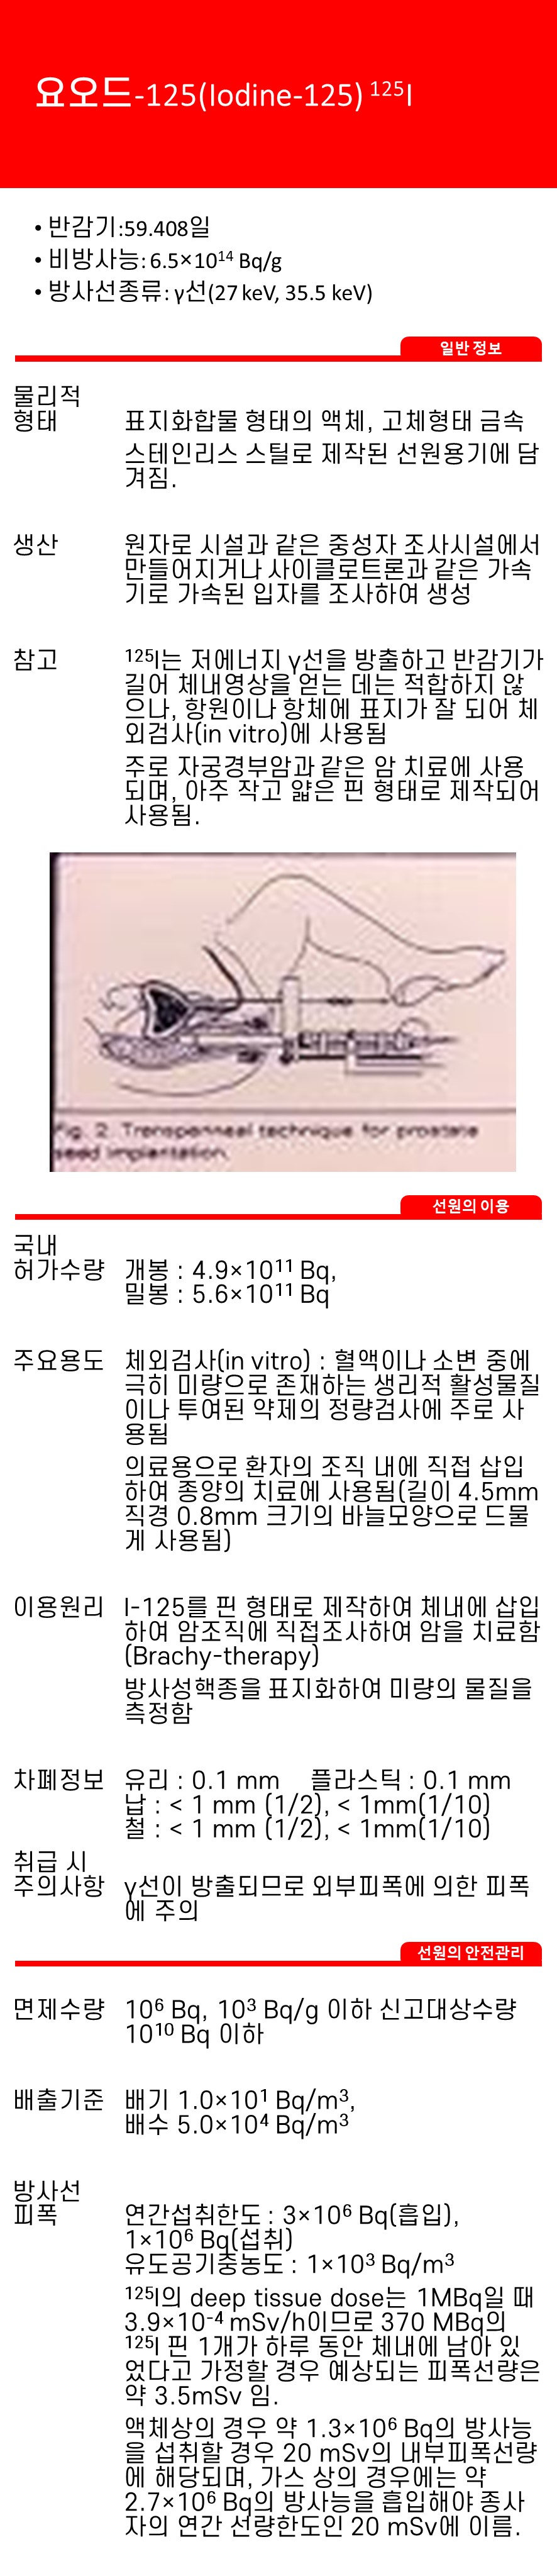 요오드-125(Iodine-125) ¹²⁵I
• 반감기:59.408일
• 비방사능: 6.5×10¹⁴ Bq/g
• 방사선종류: γ선(27 keV, 35.5 keV)
일반 정보
물리적
형태 표지화합물 형태의 액체, 고체형태 금속
스테인리스 스틸로 제작된 선원용기에 담
겨짐.
생산 원자로 시설과 같은 중성자 조사시설에서
만들어지거나 사이클로트론과 같은 가속
기로 가속된 입자를 조사하여 생성
참고 ¹²⁵I는 저에너지 γ선을 방출하고 반감기가
길어 체내영상을 얻는 데는 적합하지 않
으나, 항원이나 항체에 표지가 잘 되어 체
외검사(in vitro)에 사용됨
주로 자궁경부암과 같은 암 치료에 사용
되며, 아주 작고 얇은 핀 형태로 제작되어
사용됨.
Fig. 2. Transperineal technique for prostate
seed implantation.
선원의 이용
국내
허가수량 개봉 : 4.9×10¹¹ Bq,
밀봉 : 5.6×10¹¹ Bq
주요용도 체외검사(in vitro) : 혈액이나 소변 중에
극히 미량으로 존재하는 생리적 활성물질
이나 투여된 약제의 정량검사에 주로 사
용됨
의료용으로 환자의 조직 내에 직접 삽입
하여 종양의 치료에 사용됨(길이 4.5mm
직경 0.8mm 크기의 바늘모양으로 드물
게 사용됨)
이용원리 I-125를 핀 형태로 제작하여 체내에 삽입
하여 암조직에 직접조사하여 암을 치료함
(Brachy-therapy)
방사성핵종을 표지화하여 미량의 물질을
측정함
차폐정보 유리 : 0.1 mm 플라스틱 : 0.1 mm
납 : < 1 mm (1/2), < 1mm(1/10)
철 : < 1 mm (1/2), < 1mm(1/10)
취급 시
주의사항 γ선이 방출되므로 외부피폭에 의한 피폭
에 주의
선원의 안전관리
면제수량 10⁶ Bq, 10³ Bq/g 이하 신고대상수량
10¹⁰ Bq 이하
배출기준 배기 1.0×10¹ Bq/m³,
배수 5.0×10⁴ Bq/m³
방사선
피폭 연간섭취한도 : 3×10⁶ Bq(흡입),
1×10⁶ Bq(섭취)
유도공기중농도 : 1×10³ Bq/m³
¹²⁵I의 deep tissue dose는 1MBq일 때
3.9×10⁻⁴ mSv/h이므로 370 MBq의
¹²⁵I 핀 1개가 하루 동안 체내에 남아 있
었다고 가정할 경우 예상되는 피폭선량은
약 3.5mSv 임.
액체상의 경우 약 1.3×10⁶ Bq의 방사능
을 섭취할 경우 20 mSv의 내부피폭선량
에 해당되며, 가스 상의 경우에는 약
2.7×10⁶ Bq의 방사능을 흡입해야 종사
자의 연간 선량한도인 20 mSv에 이름.